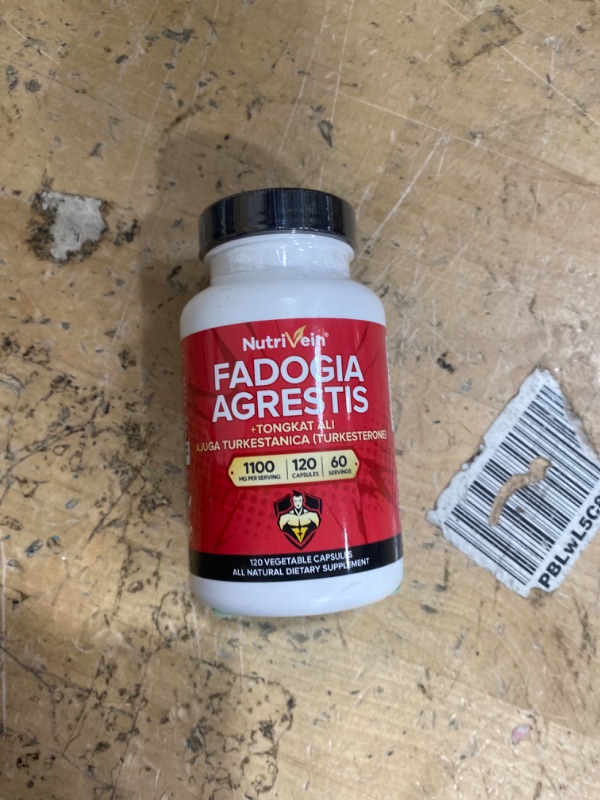 NutriVein®
FADOGIA
AGRESTIS
+TONGKAT ALI
AJUGA TURKESTANICA (TURKESTERONE)
1100 120 60
MG PER SERVING CAPSULES SERVINGS
120 VEGETABLE CAPSULES
ALL NATURAL DIETARY SUPPLEMENT